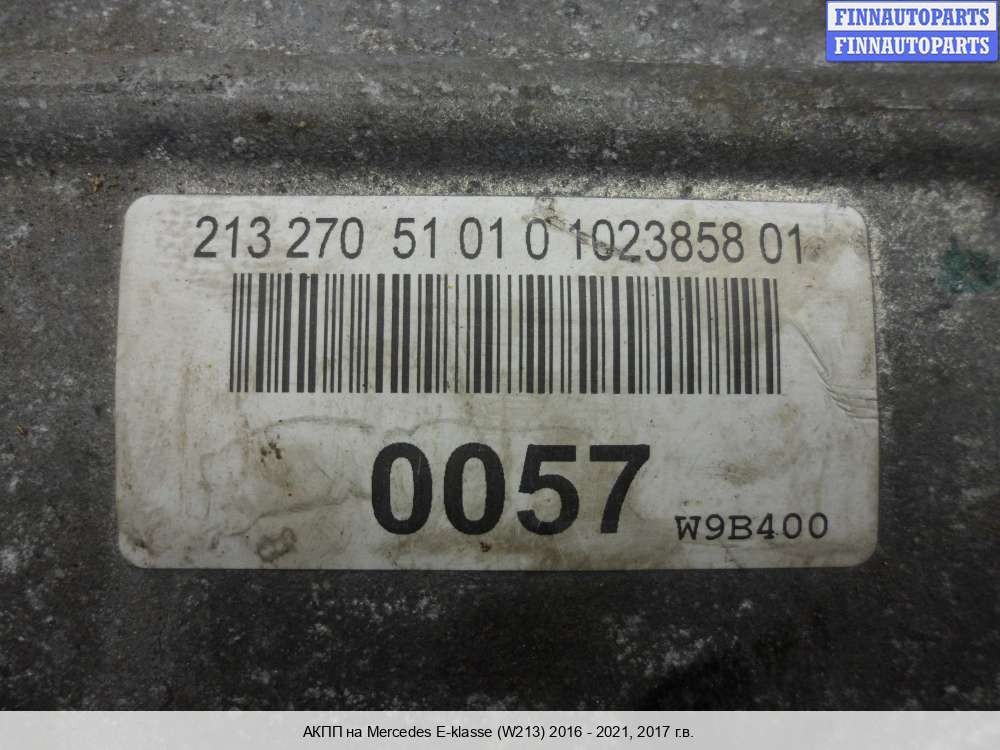 FINNAUTOPARTS
FINNAUTOPARTS
213 270 51 01 0 1023858 01
0057
W9B400
АКПП на Mercedes E-klasse (W213) 2016 - 2021, 2017 г.в.